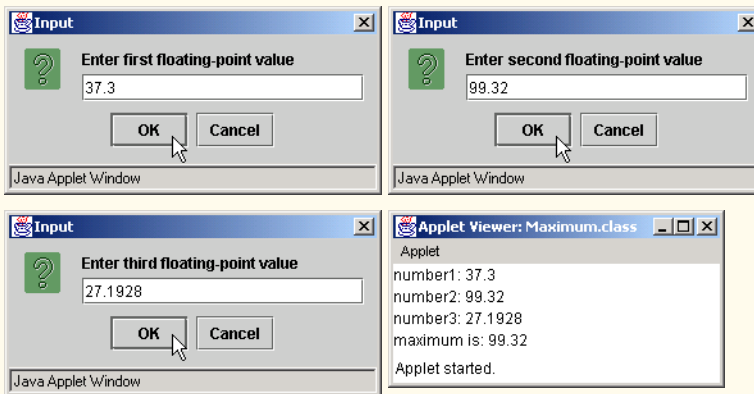 Input
Enter first floating-point value
37.3
OK Cancel
Java Applet Window
Input
Enter second floating-point value
99.32
OK Cancel
Java Applet Window
Input
Enter third floating-point value
27.1928
OK Cancel
Java Applet Window
Applet Viewer: Maximum.class
Applet
number1: 37.3
number2: 99.32
number3: 27.1928
maximum is: 99.32
Applet started.